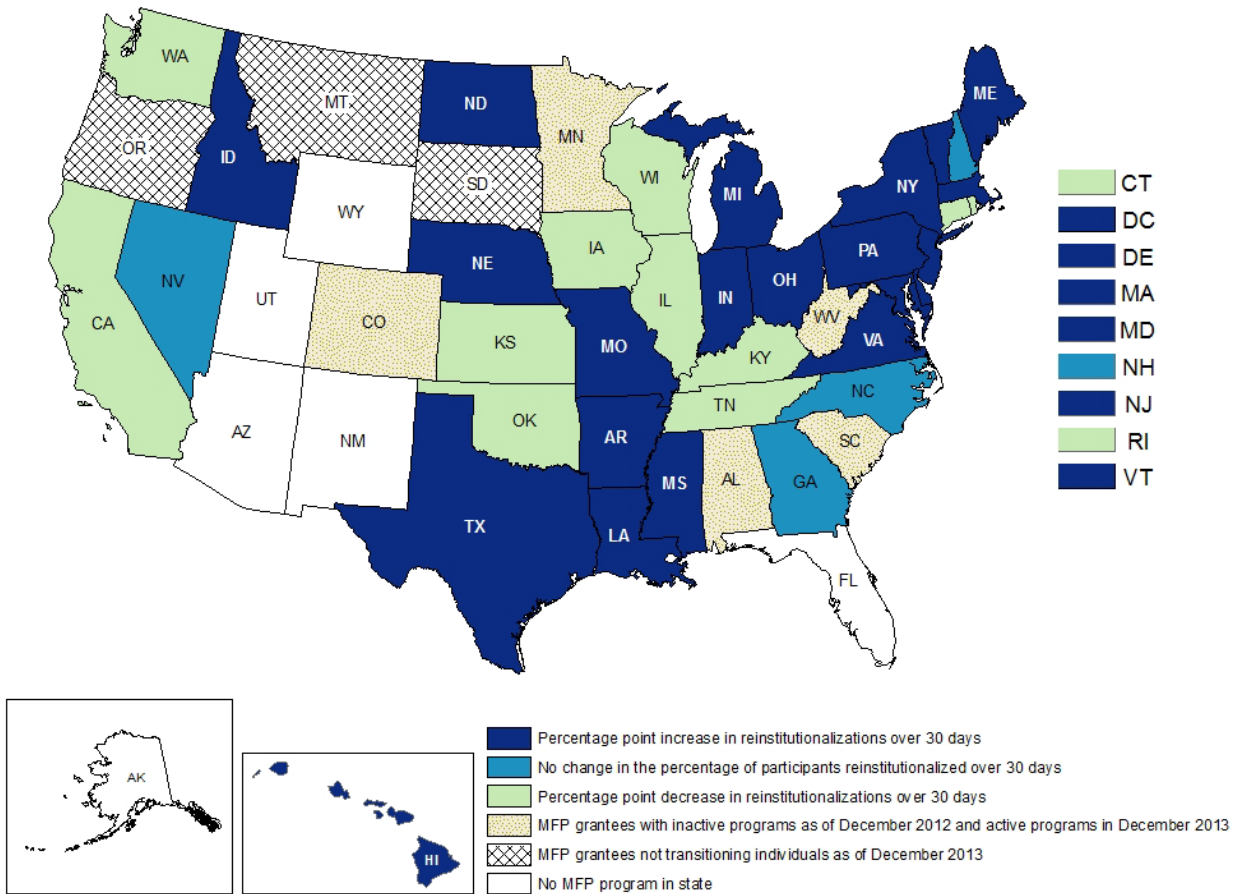 WA
MT
ND
MN
ME
OR
ID
SD
WI
NY
WY
MI
IA
PA
NE
NV
OH
UT
IL
IN
CA
CO
WV
VA
KS
MO
KY
NC
TN
OK
AZ
NM
AR
SC
MS
AL
GA
TX
LA
FL
CT
DC
DE
MA
MD
NH
NJ
RI
VT
AK
HI
Percentage point increase in reinstitutionalizations over 30 days
No change in the percentage of participants reinstitutionalized over 30 days
Percentage point decrease in reinstitutionalizations over 30 days
MFP grantees with inactive programs as of December 2012 and active programs in December 2013
MFP grantees not transitioning individuals as of December 2013
No MFP program in state